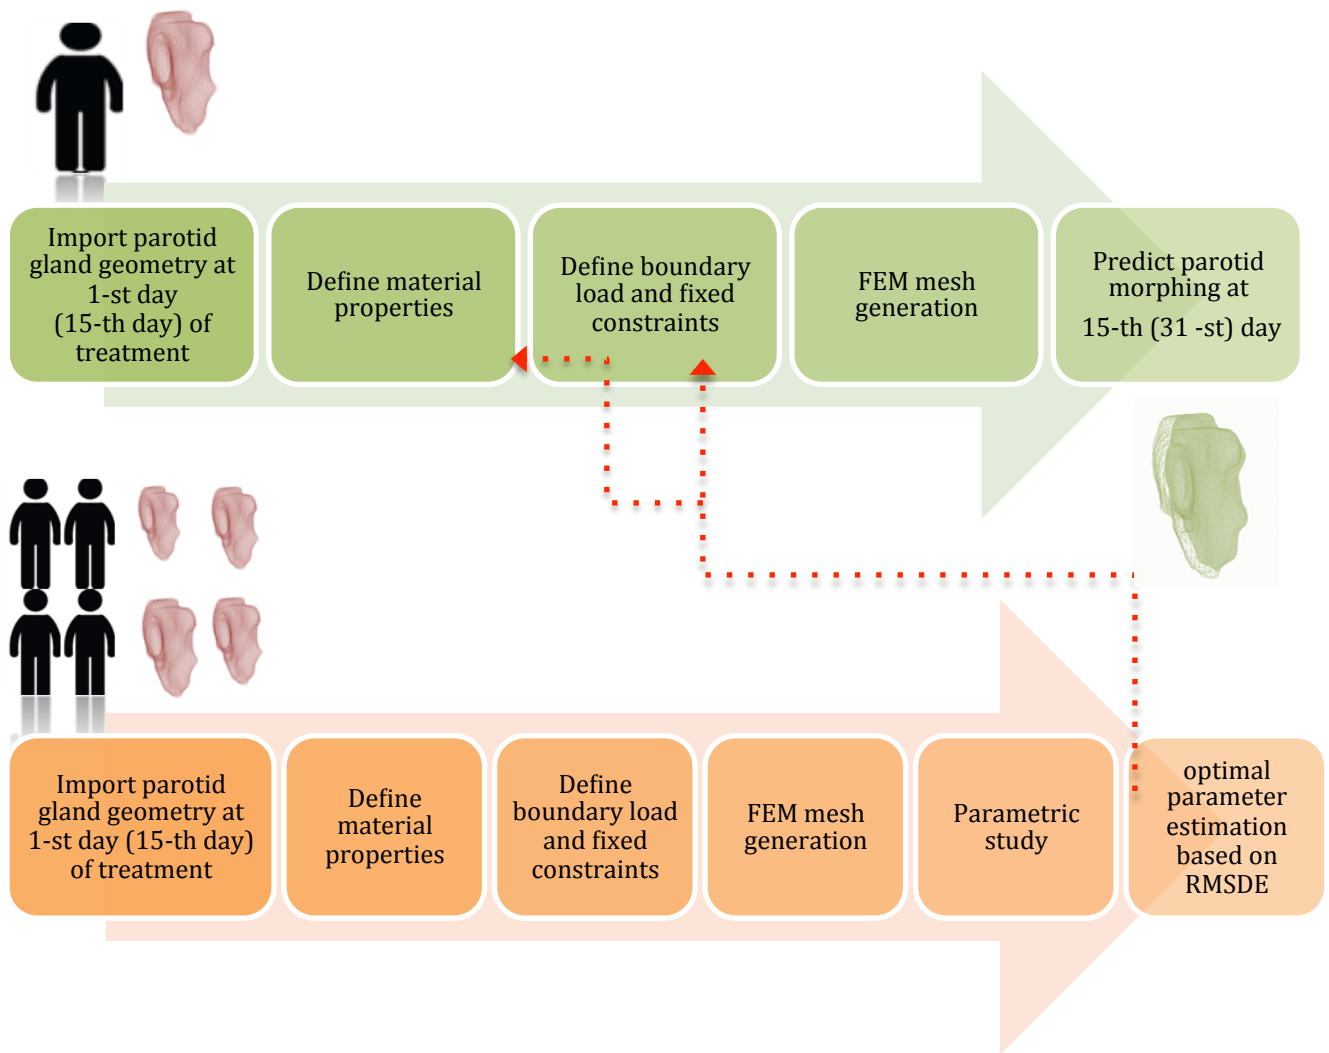 Import parotid
gland geometry at
1-st day
(15-th day) of
treatment
Define material
properties
Define boundary
load and fixed
constraints
FEM mesh
generation
Predict parotid
morphing at
15-th (31 -st) day
Import parotid
gland geometry at
1-st day (15-th day)
of treatment
Define
material
properties
Define
boundary load
and fixed
constraints
FEM mesh
generation
Parametric
study
optimal
parameter
estimation
based on
RMSDE